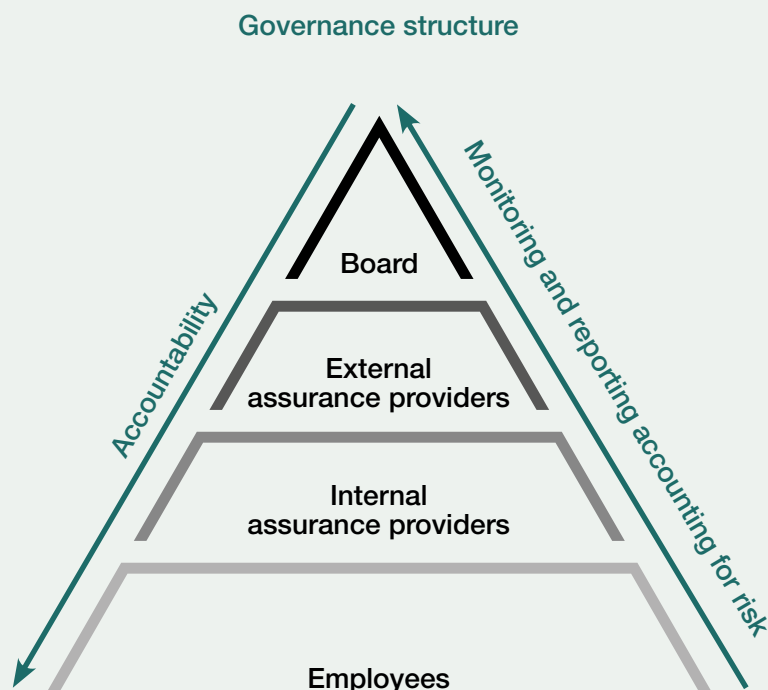 Governance structure
Accountability
Monitoring and reporting accounting for risk
Board
External
assurance providers
Internal
assurance providers
Employees